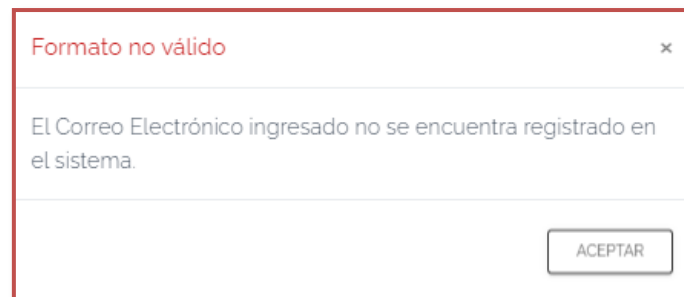 Formato no válido ×
El Correo Electrónico ingresado no se encuentra registrado en
el sistema.
ACEPTAR